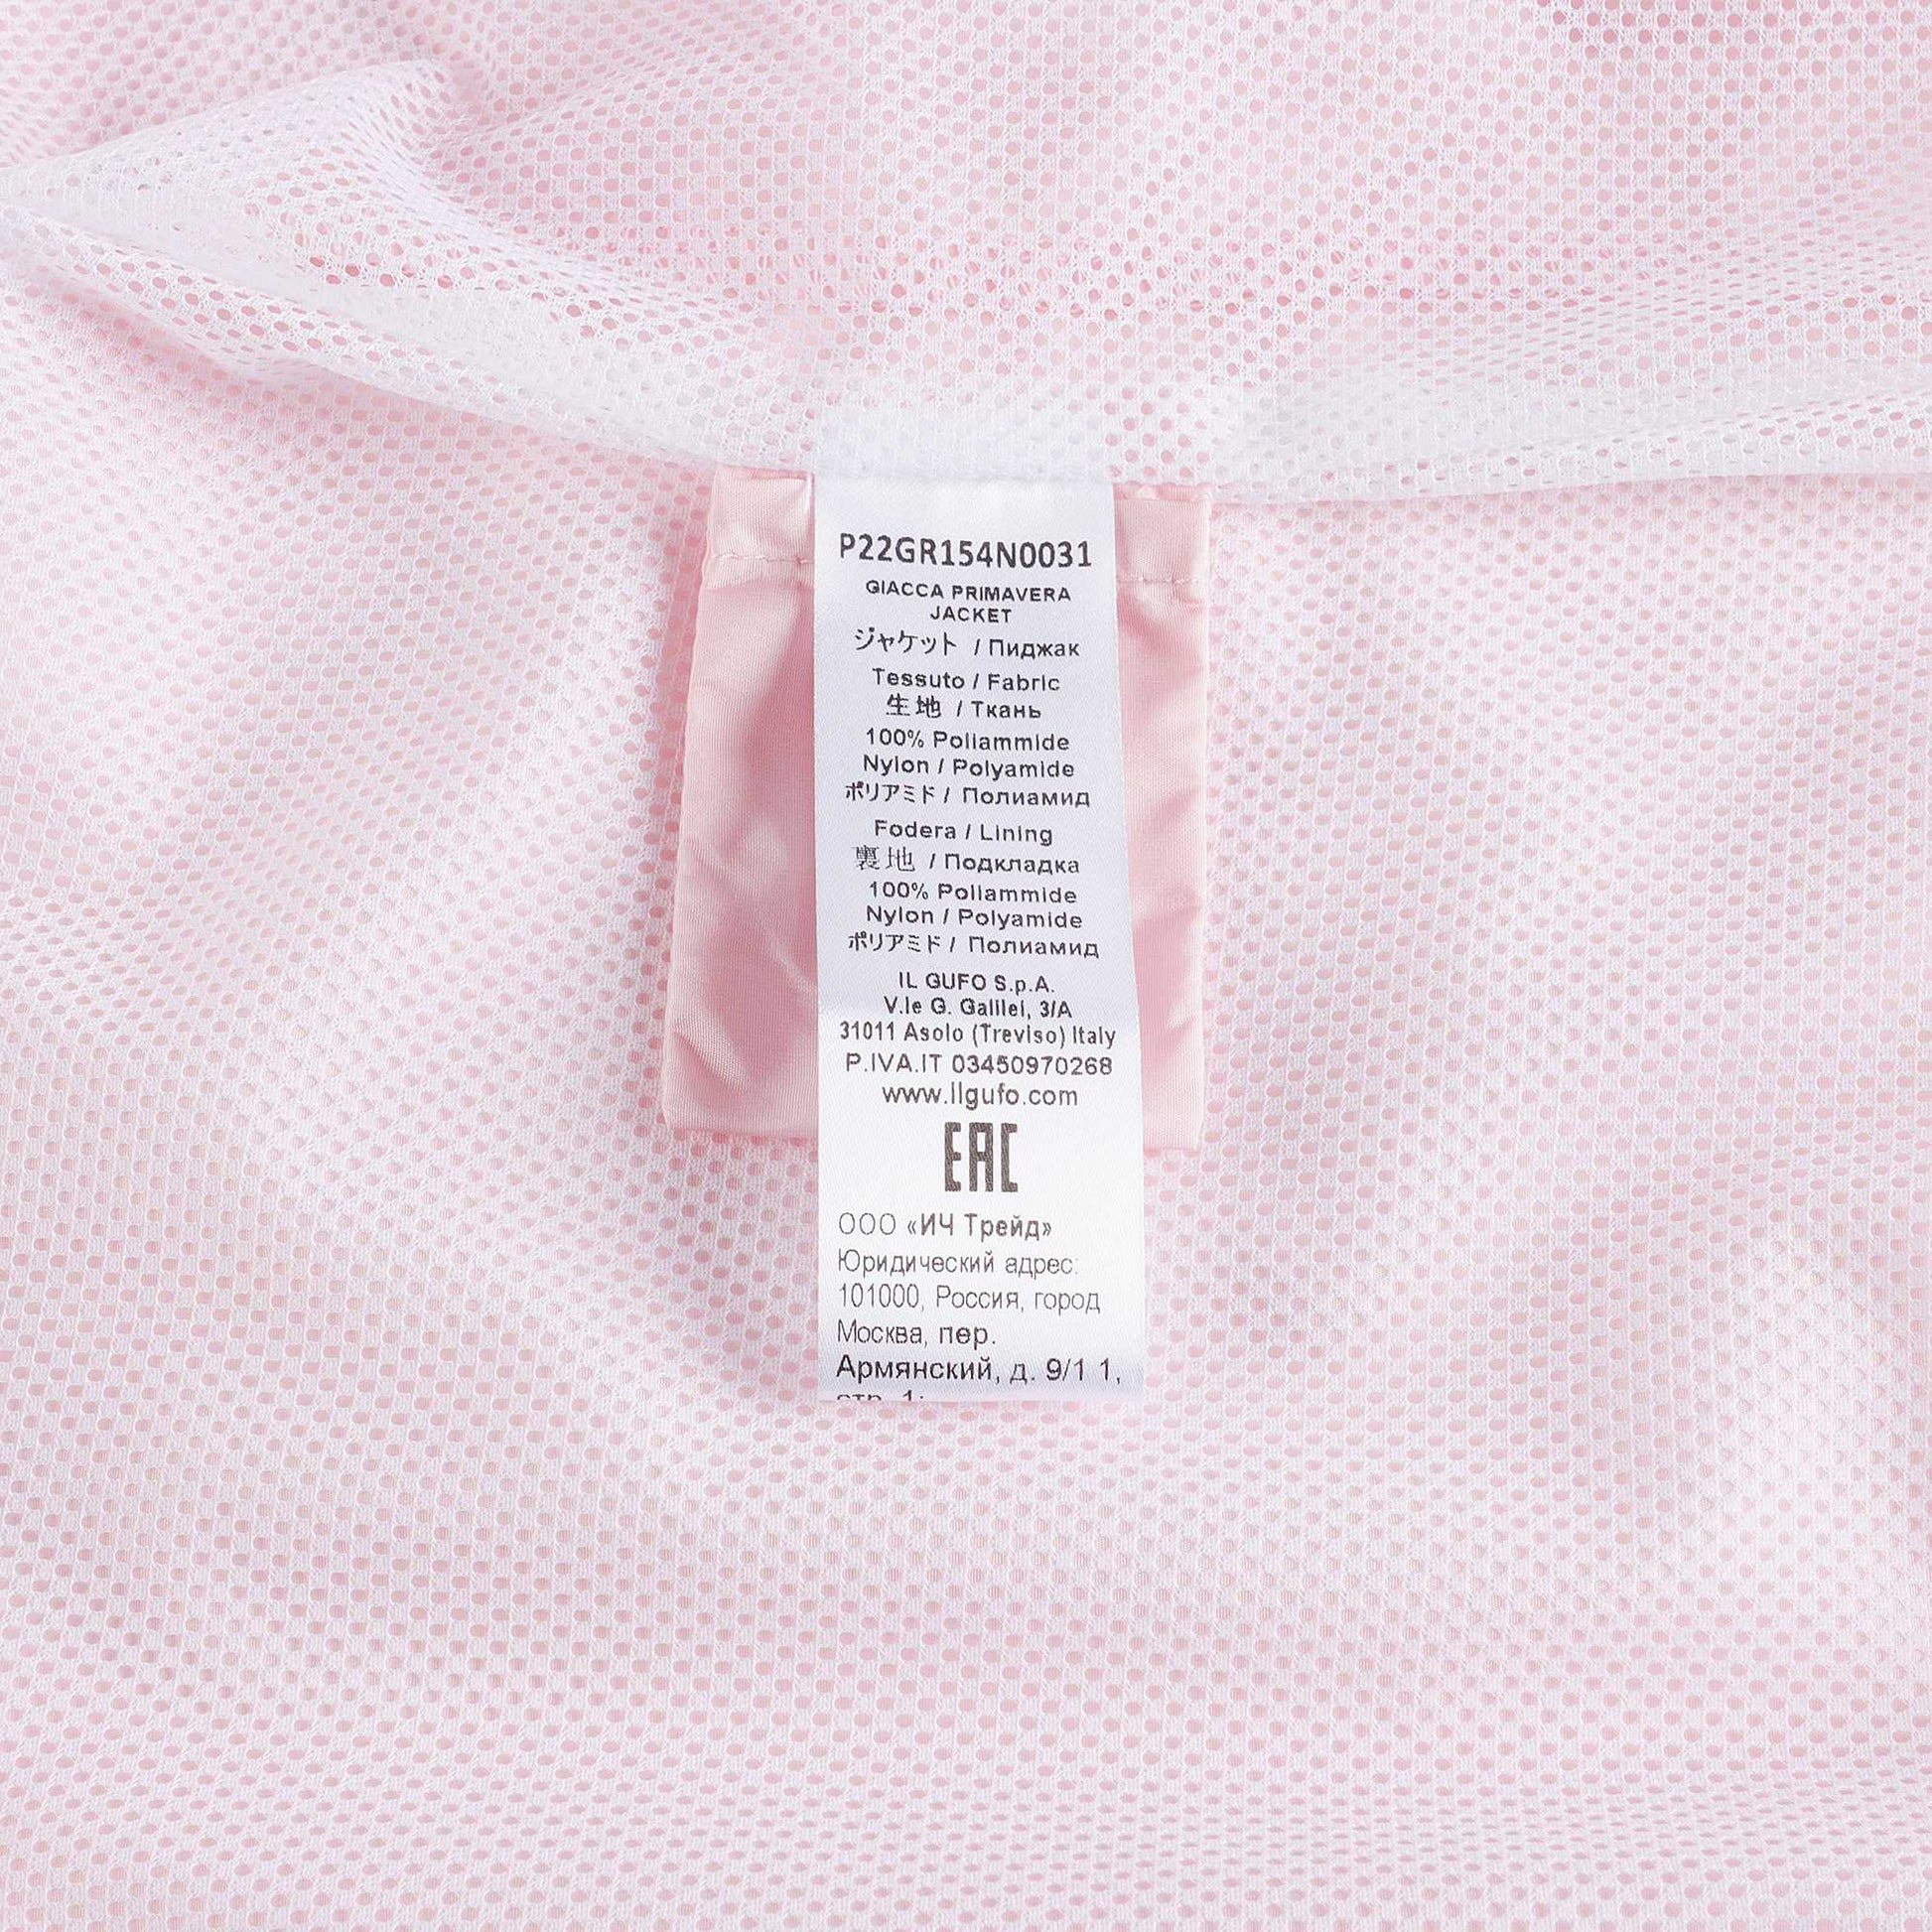 P22GR154N0031
GIACCA PRIMAVERA
JACKET
ジャケット / Пиджак
Tessuto / Fabric
生地 / Ткань
100% Poliammide
Nylon / Polyamide
ポリアミド / Полиамид
Fodera / Lining
裏地 / Подкладка
100% Poliammide
Nylon / Polyamide
ポリアミド / Полиамид
IL GUFO S.p.A.
V.le G. Galilei, 3/A
31011 Asolo (Treviso) Italy
P.IVA.IT 03450970268
www.ilgufo.com
EAC
ООО «ИЧ Трейд»
Юридический адрес:
101000, Россия, город
Москва, пер.
Армянский, д. 9/1 1,
стр. 1;